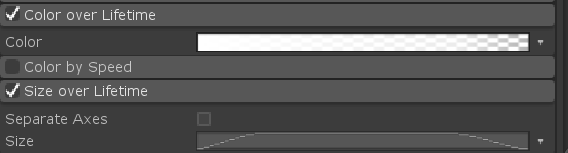 Color over Lifetime
Color
Color by Speed
Size over Lifetime
Separate Axes
Size